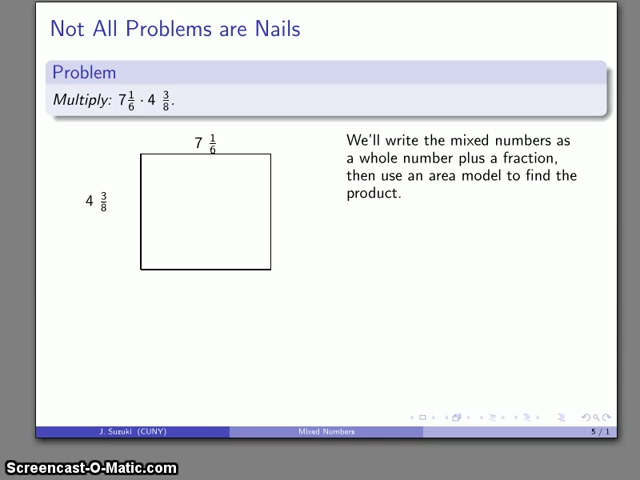 Not All Problems are Nails
Problem
Multiply: 7 1/6 · 4 3/8.
7 1/6
4 3/8
We'll write the mixed numbers as
a whole number plus a fraction,
then use an area model to find the
product.
J. Suzuki (CUNY)
Mixed Numbers
5 / 1
Screencast-O-Matic.com